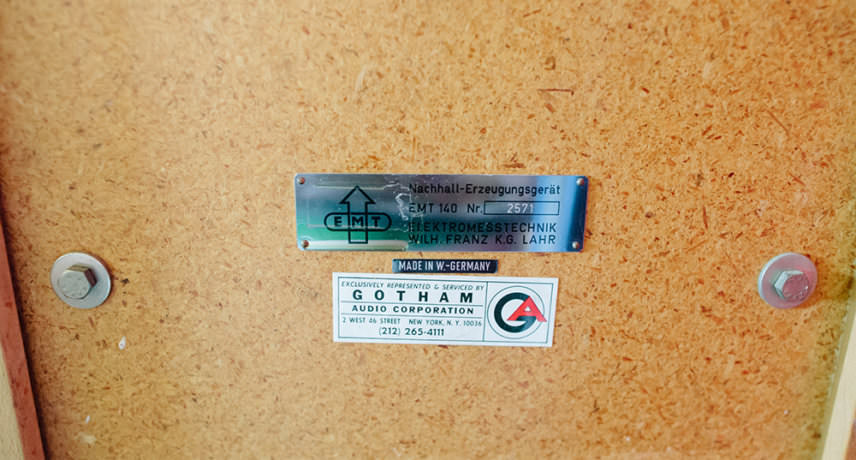 Nachhall-Erzeugungsgerät
EMT 140 Nr. 2571
EMT
ELEKTROMESSTECHNIK
WILH. FRANZ K.G. LAHR
MADE IN W.-GERMANY
EXCLUSIVELY REPRESENTED & SERVICED BY
GOTHAM
AUDIO CORPORATION
2 WEST 46 STREET NEW YORK, N.Y. 10036
(212) 265-4111
GA